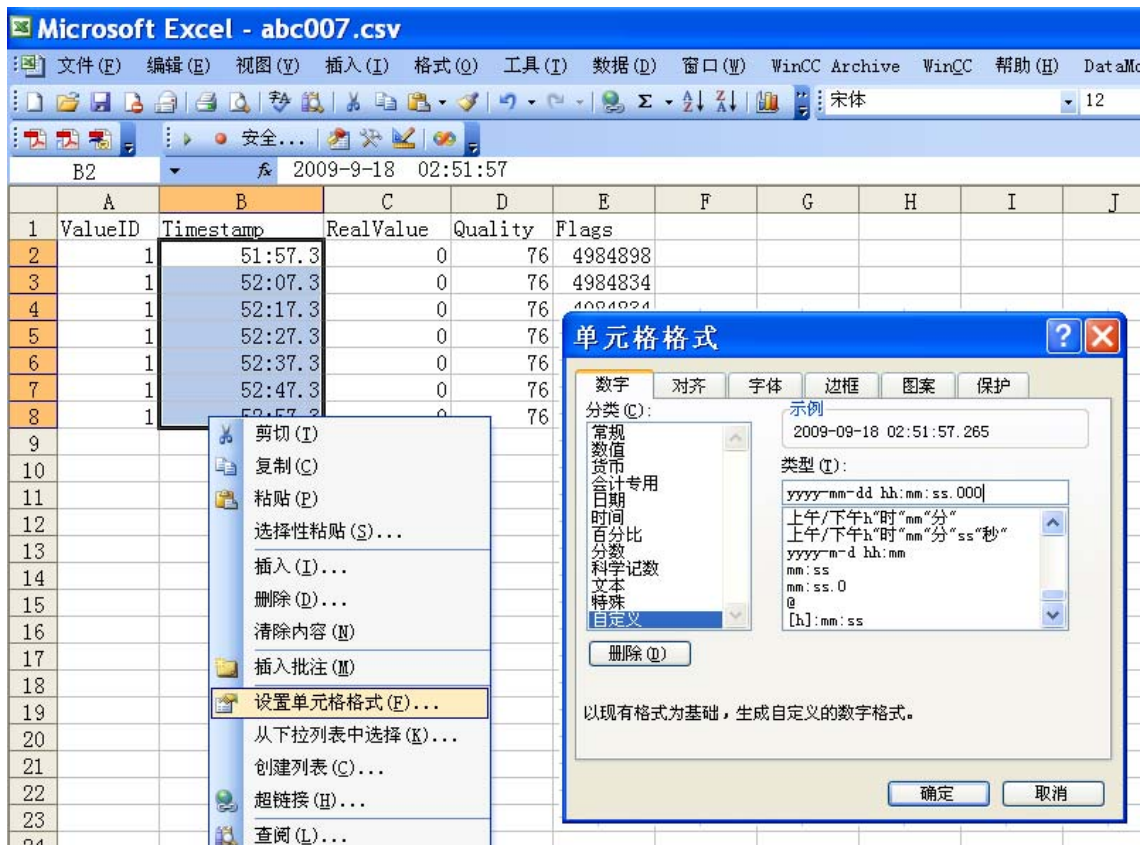 Microsoft Excel - abc007.csv
文件(F) 编辑(E) 视图(V) 插入(I) 格式(O) 工具(T) 数据(D) 窗口(W) WinCC Archive WinCC 帮助(H) DataMo
宋体 12
安全...
B2 fx 2009-9-18 02:51:57
A B C D E F G H I J
1 ValueID Timestamp RealValue Quality Flags
2 1 51:57.3 0 76 4984898
3 1 52:07.3 0 76 4984834
4 1 52:17.3 0 76 4984834
5 1 52:27.3 0 76
6 1 52:37.3 0 76
7 1 52:47.3 0 76
8 1 52:57.3 0 76
9
10
11
12
13
14
15
16
17
18
19
20
21
22
23
24
剪切(T)
复制(C)
粘贴(P)
选择性粘贴(S)...
插入(I)...
删除(D)...
清除内容(N)
插入批注(M)
设置单元格格式(F)...
从下拉列表中选择(K)...
创建列表(C)...
超链接(H)...
查阅(L)...
单元格格式
数字 对齐 字体 边框 图案 保护
分类(C):
常规
数值
货币
会计专用
日期
时间
百分比
分数
科学记数
文本
特殊
自定义
示例
2009-09-18 02:51:57.265
类型(T):
yyyy-mm-dd hh:mm:ss.000
上午/下午h"时"mm"分"
上午/下午h"时"mm"分"ss"秒"
yyyy-m-d hh:mm
mm:ss
mm:ss.0
@
[h]:mm:ss
删除(D)
以现有格式为基础，生成自定义的数字格式。
确定 取消